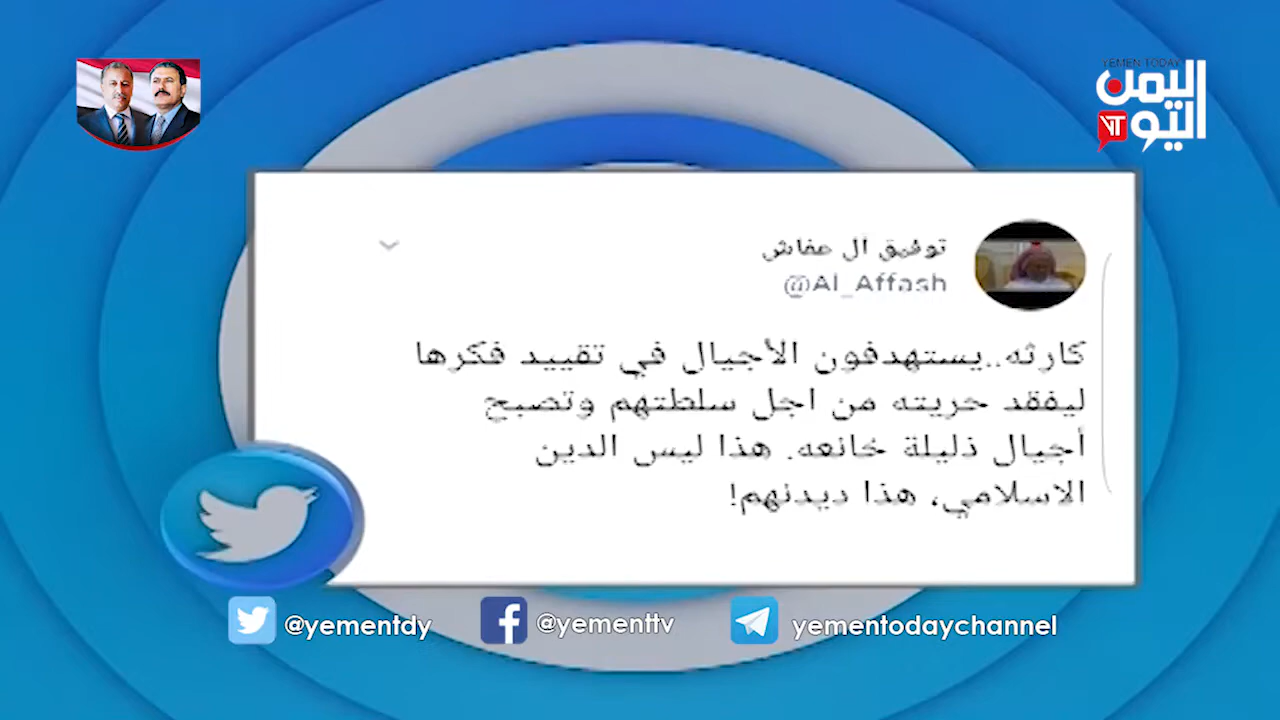 YEMEN TODAY
اليمن
اليوم
YT
توفيق آل عفاش
@Al_Affash
كارثه..يستهدفون الأجيال في تقييد فكرها
ليفقد حريته من اجل سلطتهم وتصبح
أجيال ذليلة خانعه. هذا ليس الدين
الاسلامي، هذا ديدنهم!
@yementdy
@yementtv
yementodaychannel